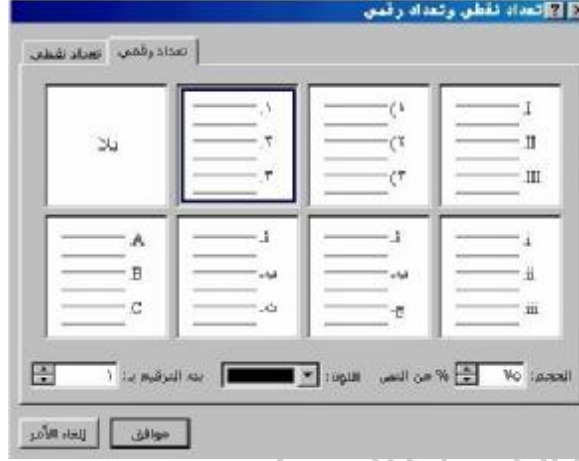 تعداد نقطي وتعداد رقمي
تعداد رقمي تعداد نقطي
I. ١) ١. بلا
II. ٢) ٢.
III. ٣) ٣.
i. أ- أ- A.
ii. ب- ب- B.
iii. ج- ت- C.
الحجم: ٧٥ % من النص اللون: بدء الترقيم بـ: ١
موافق إلغاء الأمر